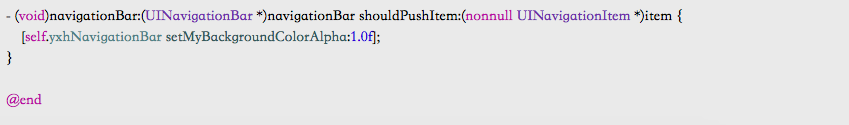 - (void)navigationBar:(UINavigationBar *)navigationBar shouldPushItem:(nonnull UINavigationItem *)item {
[self.yxhNavigationBar setMyBackgroundColorAlpha:1.0f];
}
@end